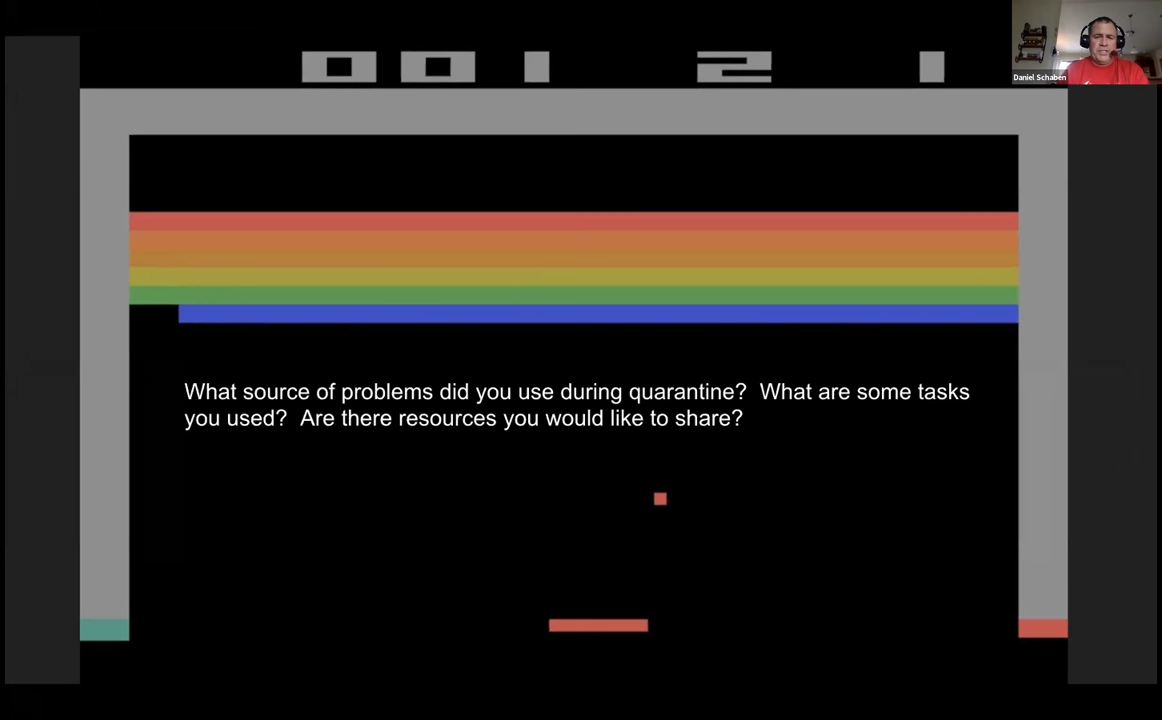 001 2 1
Daniel Schaben
What source of problems did you use during quarantine?  What are some tasks
you used?  Are there resources you would like to share?